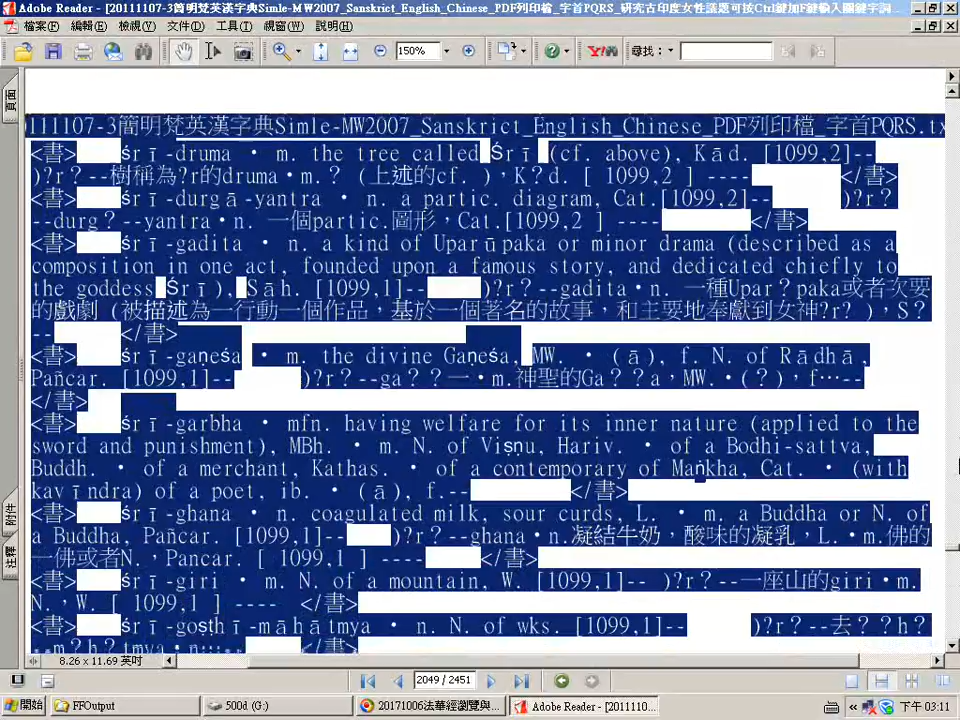 Adobe Reader - [20111107-3簡明梵英漢字典Simle-MW2007_Sanskrict_English_Chinese_PDF列印檔_字首PQRS_研究古印度女性議題可按Ctrl鍵加F鍵輸入關鍵字詞
檔案(F) 編輯(E) 檢視(V) 文件(D) 工具(T) 視窗(W) 說明(H)
150% 尋找：
頁面
111107-3簡明梵英漢字典Simle-MW2007_Sanskrict_English_Chinese_PDF列印檔_字首PQRS.tx
<書> śrī-druma • m. the tree called Śrī (cf. above), Kād. [1099,2]--
)?r？--樹稱為?r的druma•m.？ (上述的cf. )，K？d. [ 1099,2 ] ---- </書>
<書> śrī-durgā-yantra • n. a partic. diagram, Cat.[1099,2]-- )?r？
--durg？--yantra•n. 一個partic.圖形，Cat.[1099,2 ] ---- </書>
<書> śrī-gadita • n. a kind of Uparūpaka or minor drama (described as a
composition in one act, founded upon a famous story, and dedicated chiefly to
the goddess Śrī), Sāh. [1099,1]-- )?r？--gadita•n. 一種Upar？paka或者次要
的戲劇 (被描述為一行動一個作品，基於一個著名的故事，和主要地奉獻到女神?r? )，S？
-- </書>
<書> śrī-gaṇeśa • m. the divine Gaṇeśa, MW. • (ā), f. N. of Rādhā,
Pañcar. [1099,1]-- )?r？--ga？？一•m.神聖的Ga？？a，MW.•(？)，f…--
</書>
<書> śrī-garbha • mfn. having welfare for its inner nature (applied to the
sword and punishment), MBh. • m. N. of Viṣṇu, Hariv. • of a Bodhi-sattva,
Buddh. • of a merchant, Kathas. • of a contemporary of Maṅkha, Cat. • (with
kavīndra) of a poet, ib. • (ā), f.-- </書>
<書> śrī-ghana • n. coagulated milk, sour curds, L. • m. a Buddha or N. of
a Buddha, Pañcar. [1099,1]-- )?r？--ghana•n.凝結牛奶，酸味的凝乳，L.•m.佛的
一佛或者N.，Pancar. [ 1099,1 ] ---- </書>
<書> śrī-giri • m. N. of a mountain, W. [1099,1]-- )?r？--一座山的giri•m.
N.，W. [ 1099,1 ] ---- </書>
<書> śrī-goṣṭhī-māhātmya • n. N. of wks. [1099,1]-- )?r？--去？？h？
--m？h？tmya•n…… </書>
附件
註釋
8.26 x 11.69 英吋
2049 / 2451
開始 FFOutput 500d (G:) 20171006法華經瀏覽與... Adobe Reader - [2011110... 下午 03:11